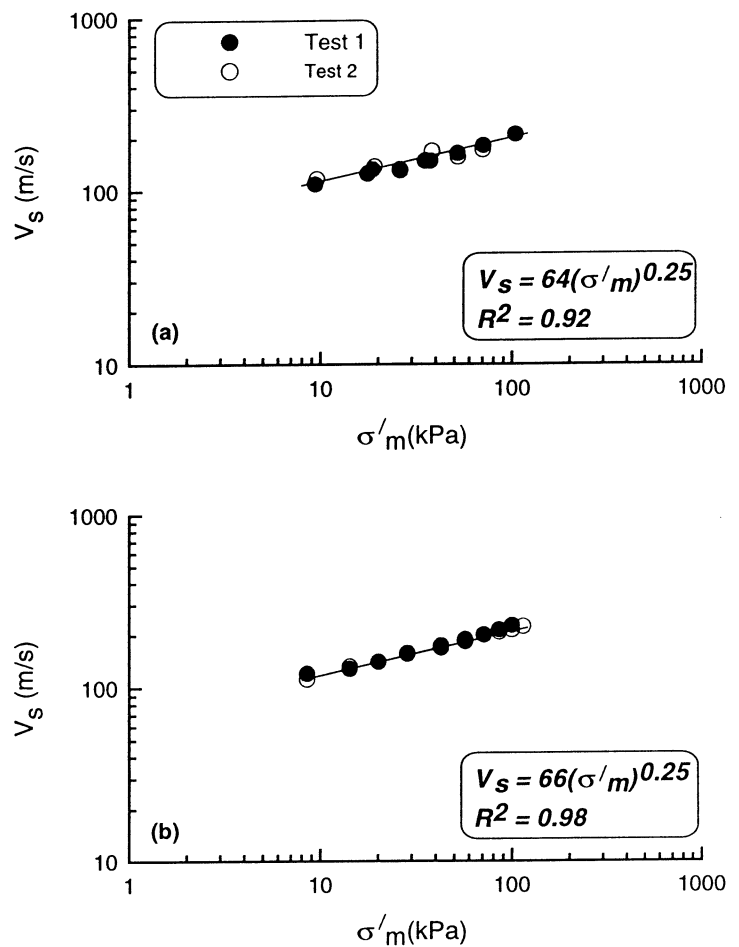 1000
Test 1
Test 2
100
Vs (m/s)
Vs = 64(σ′m)0.25
R2 = 0.92
(a)
10
1 10 100 1000
σ′m(kPa)
1000
100
Vs (m/s)
Vs = 66(σ′m)0.25
R2 = 0.98
(b)
10
1 10 100 1000
σ′m(kPa)